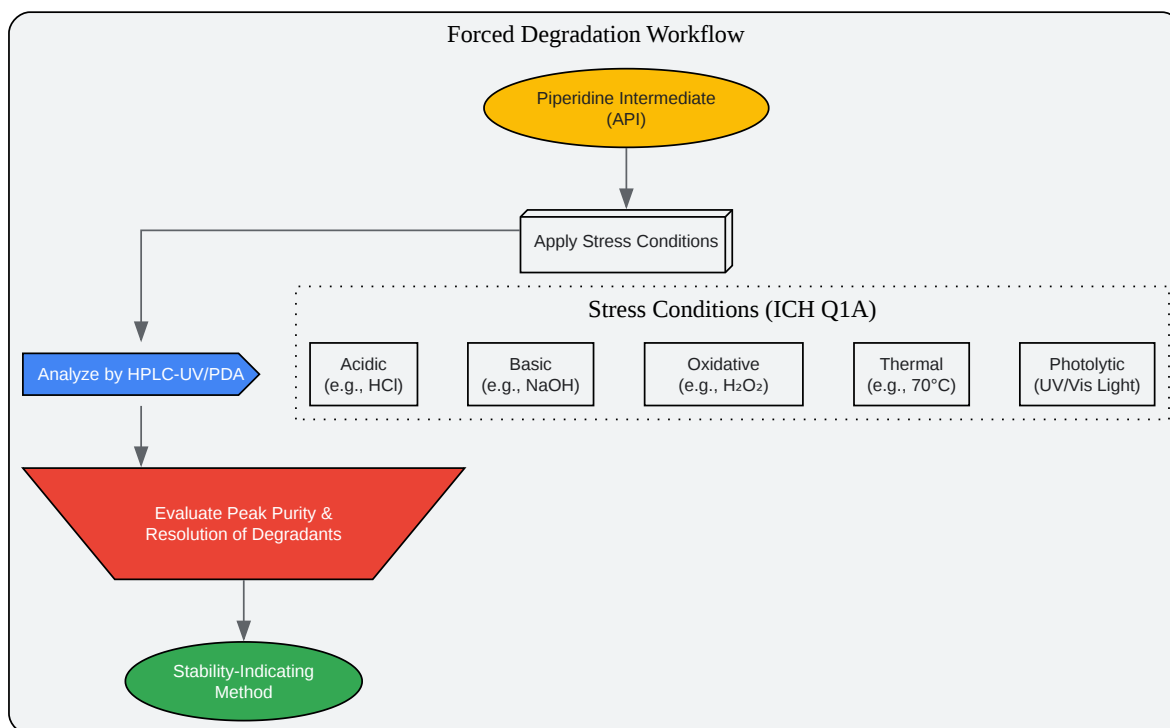 Forced Degradation Workflow
Piperidine Intermediate
(API)
Apply Stress Conditions
Stress Conditions (ICH Q1A)
Analyze by HPLC-UV/PDA
Acidic
(e.g., HCl)
Basic
(e.g., NaOH)
Oxidative
(e.g., H₂O₂)
Thermal
(e.g., 70°C)
Photolytic
(UV/Vis Light)
Evaluate Peak Purity &
Resolution of Degradants
Stability-Indicating
Method